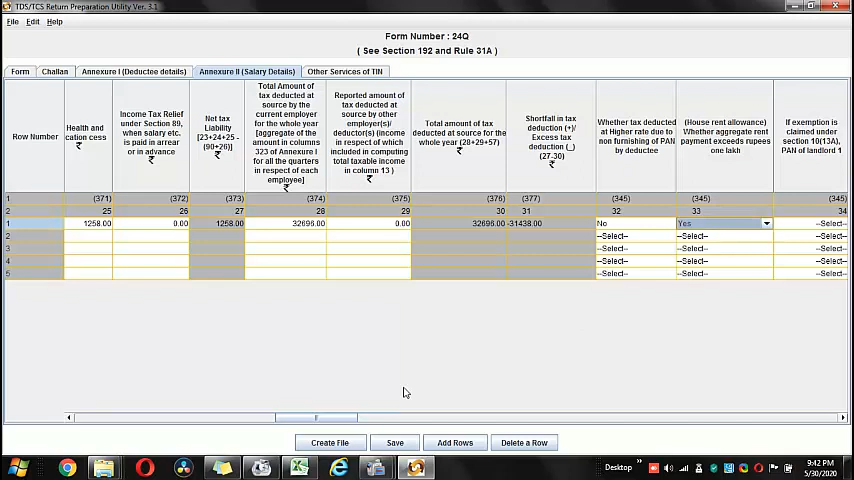 TDS/TCS Return Preparation Utility Ver. 3.1
File Edit Help
Form Number : 24Q
( See Section 192 and Rule 31A )
Form Challan Annexure I (Deductee details) Annexure II (Salary Details) Other Services of TIN
Row Number
Health and
cation cess
₹
Income Tax Relief
under Section 89,
when salary etc.
is paid in arrear
or in advance
₹
Net tax
Liability
[23+24+25 -
(90+26)]
₹
Total Amount of
tax deducted at
source by the
current employer
for the whole year
[aggregate of the
amount in columns
323 of Annexure I
for all the quarters
in respect of each
employee]
₹
Reported amount of
tax deducted at
source by other
employer(s)/
deductor(s) (income
in respect of which
included in computing
total taxable income
in column 13 )
₹
Total amount of tax
deducted at source for the
whole year (28+29+57)
₹
Shortfall in tax
deduction (+)/
Excess tax
deduction (_)
(27-30)
₹
Whether tax deducted
at Higher rate due to
non furnishing of PAN
by deductee
(House rent allowance)
Whether aggregate rent
payment exceeds rupees
one lakh
If exemption is
claimed under
section 10(13A),
PAN of landlord 1
1 (371) (372) (373) (374) (375) (376) (377) (345) (345) (345)
2 25 26 27 28 29 30 31 32 33 34
1 1258.00 0.00 1258.00 32696.00 0.00 32696.00 -31438.00 No Yes --Select--
2 --Select-- --Select-- --Select--
3 --Select-- --Select-- --Select--
4 --Select-- --Select-- --Select--
5 --Select-- --Select-- --Select--
Create File Save Add Rows Delete a Row
Desktop »
9:42 PM
5/30/2020